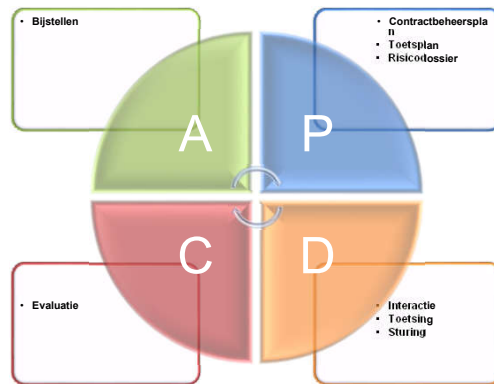 • Bijstellen
A
• Contractbeheerspla
n
▪ Toetsplan
▪ Risicodossier
P
C
• Evaluatie
D
• Interactie
▪ Toetsing
▪ Sturing